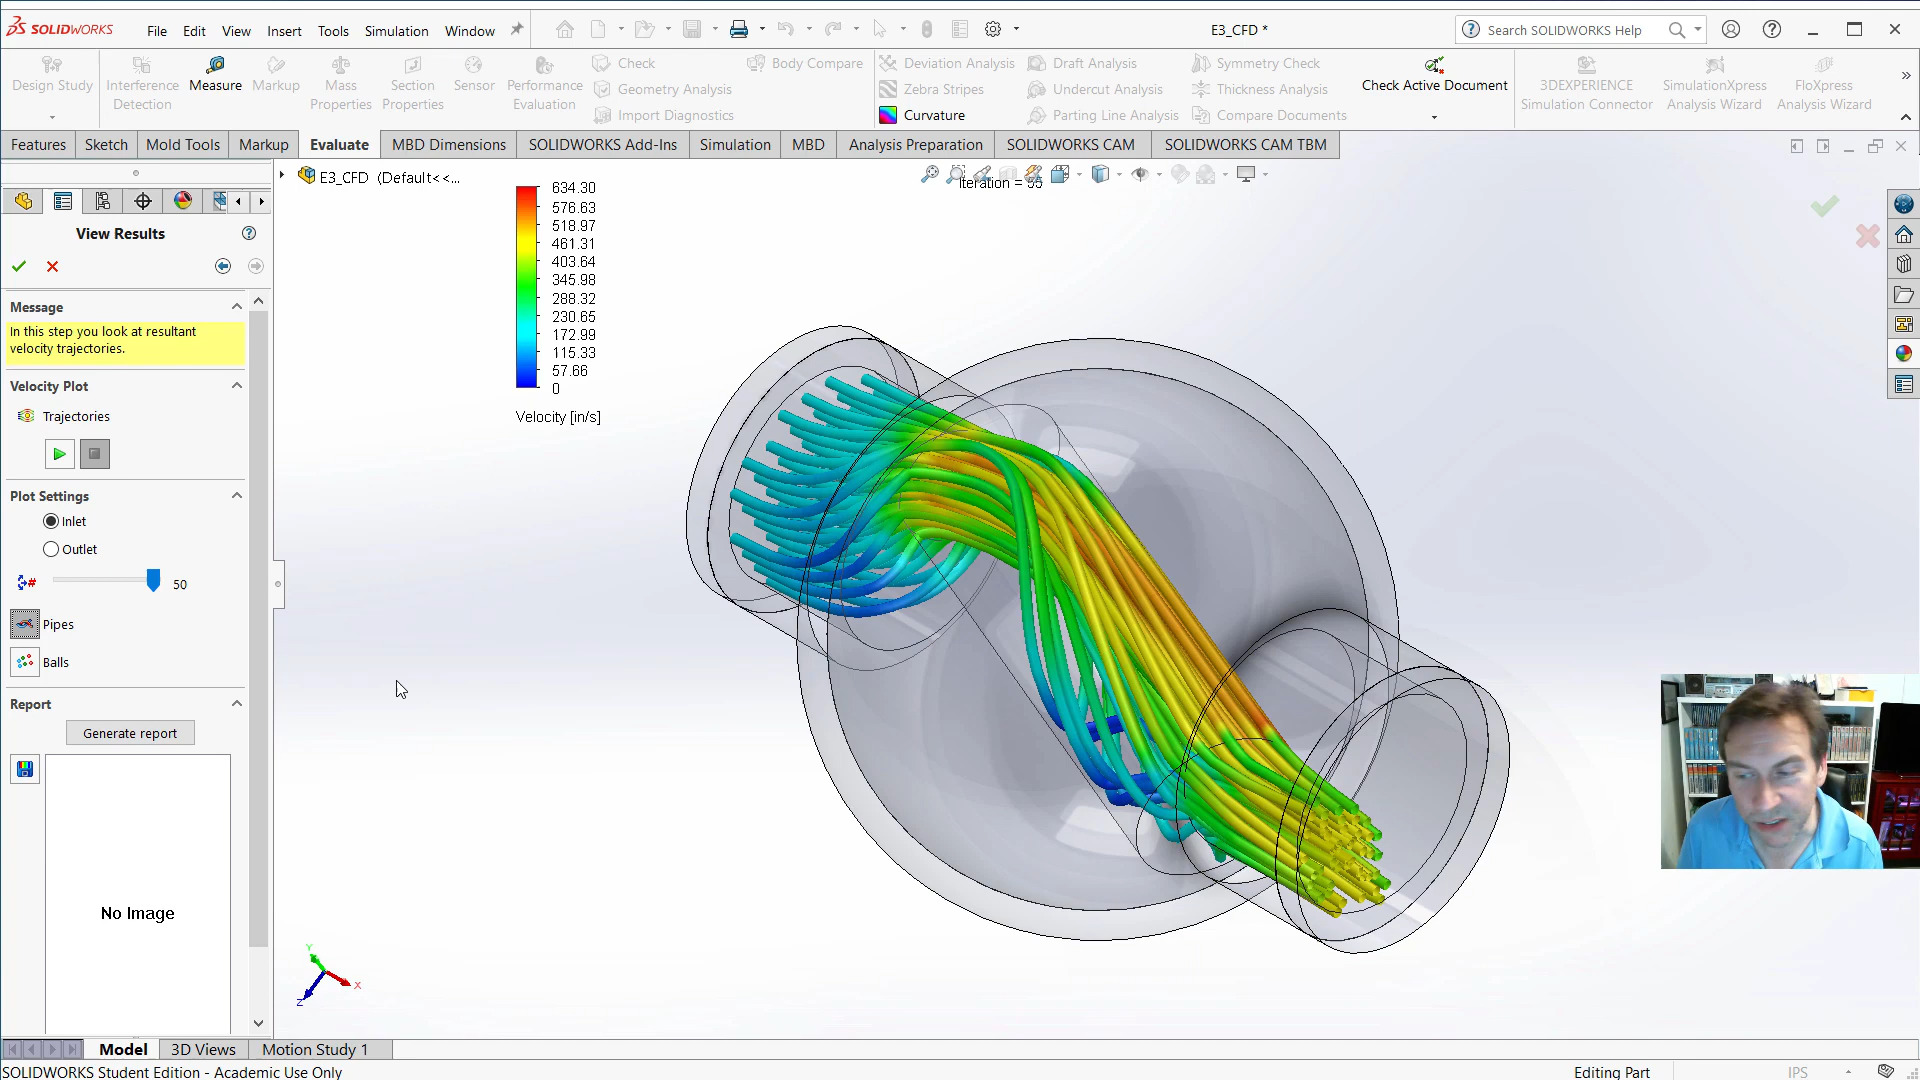 SOLIDWORKS
File
Edit
View
Insert
Tools
Simulation
Window
E3_CFD *
Search SOLIDWORKS Help
Design Study
Interference
Detection
Measure
Markup
Mass
Properties
Section
Properties
Sensor
Performance
Evaluation
Check
Geometry Analysis
Import Diagnostics
Body Compare
Deviation Analysis
Zebra Stripes
Curvature
Draft Analysis
Undercut Analysis
Parting Line Analysis
Symmetry Check
Thickness Analysis
Compare Documents
Check Active Document
3DEXPERIENCE
Simulation Connector
SimulationXpress
Analysis Wizard
FloXpress
Analysis Wizard
Features
Sketch
Mold Tools
Markup
Evaluate
MBD Dimensions
SOLIDWORKS Add-Ins
Simulation
MBD
Analysis Preparation
SOLIDWORKS CAM
SOLIDWORKS CAM TBM
E3_CFD (Default<<...
View Results
Message
In this step you look at resultant
velocity trajectories.
Velocity Plot
Trajectories
Plot Settings
Inlet
Outlet
50
Pipes
Balls
Report
Generate report
No Image
634.30
576.63
518.97
461.31
403.64
345.98
288.32
230.65
172.99
115.33
57.66
0
Velocity [in/s]
Y
X
Z
Model
3D Views
Motion Study 1
SOLIDWORKS Student Edition - Academic Use Only
Editing Part
IPS